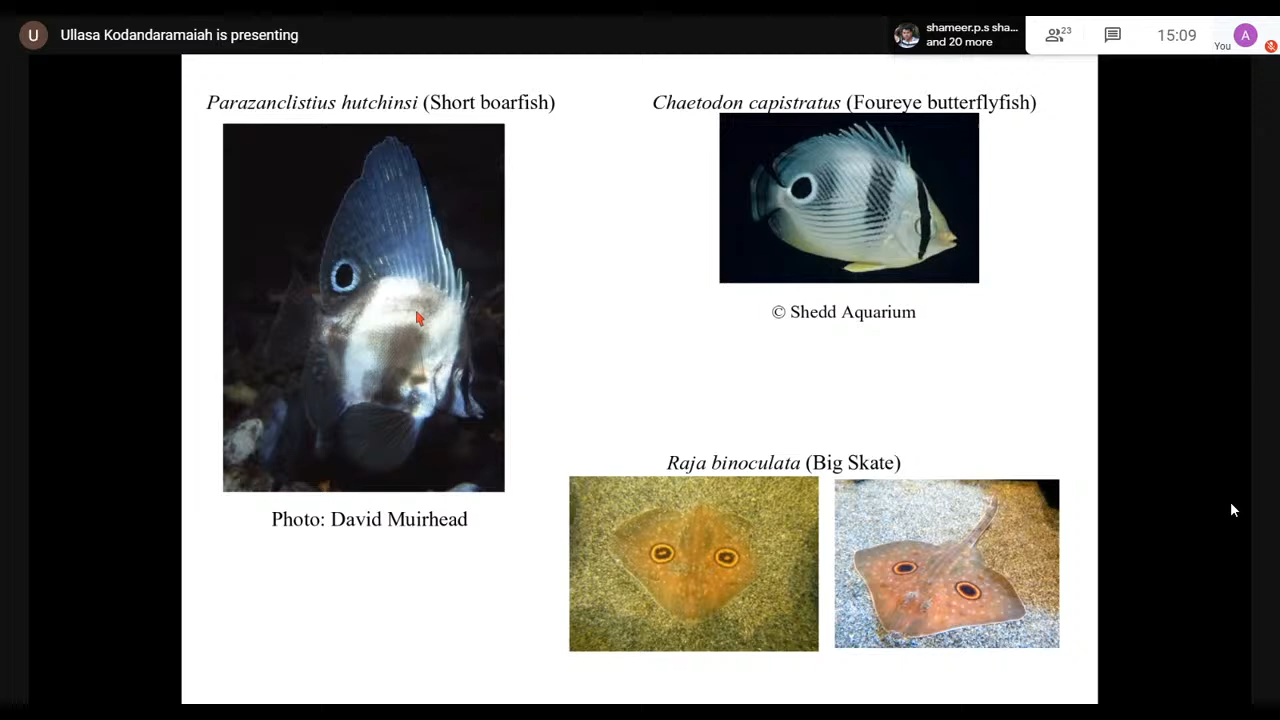 U
Ullasa Kodandaramaiah is presenting
shameer.p.s sha...
and 20 more
23
15:09
You
A
Parazanclistius hutchinsi (Short boarfish)
Chaetodon capistratus (Foureye butterflyfish)
© Shedd Aquarium
Raja binoculata (Big Skate)
Photo: David Muirhead